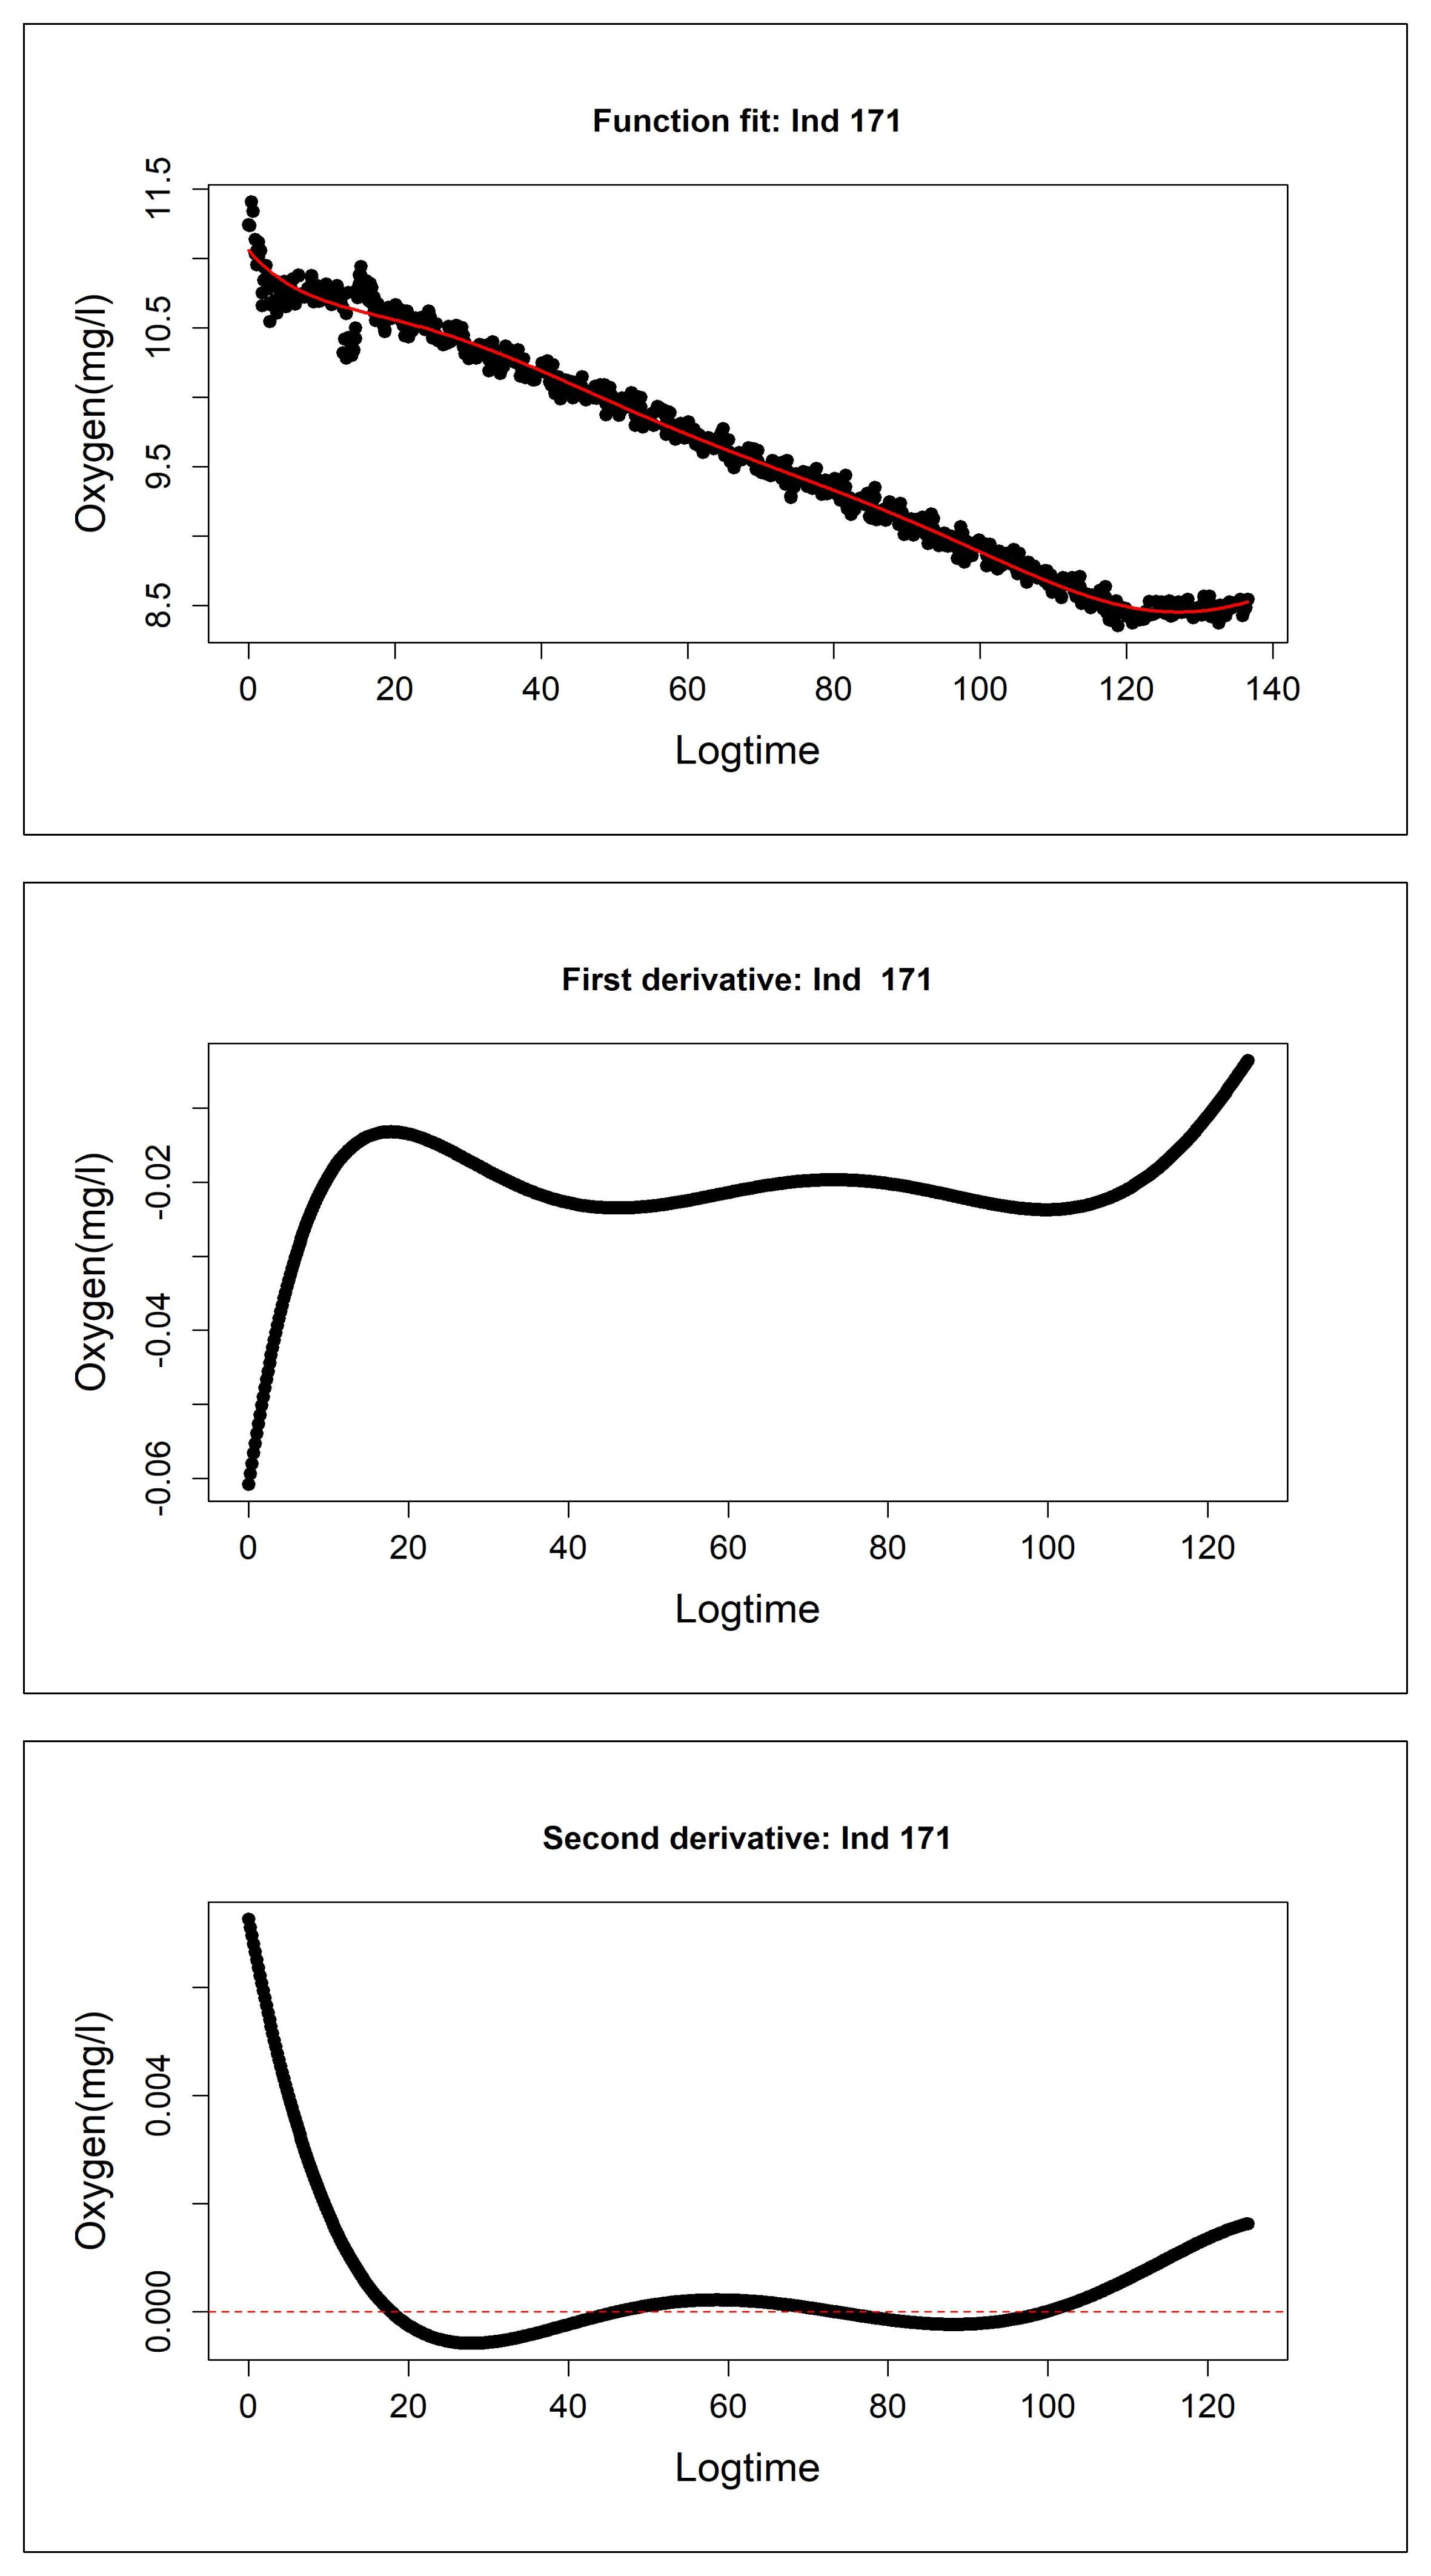 Function fit: Ind 171
Oxygen(mg/l)
11.5
10.5
9.5
8.5
0 20 40 60 80 100 120 140
Logtime
First derivative: Ind  171
Oxygen(mg/l)
-0.02
-0.04
-0.06
0 20 40 60 80 100 120
Logtime
Second derivative: Ind 171
Oxygen(mg/l)
0.004
0.000
0 20 40 60 80 100 120
Logtime